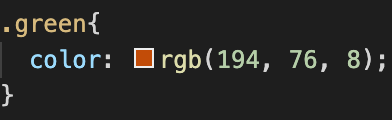 .green{
  color: rgb(194, 76, 8);
}